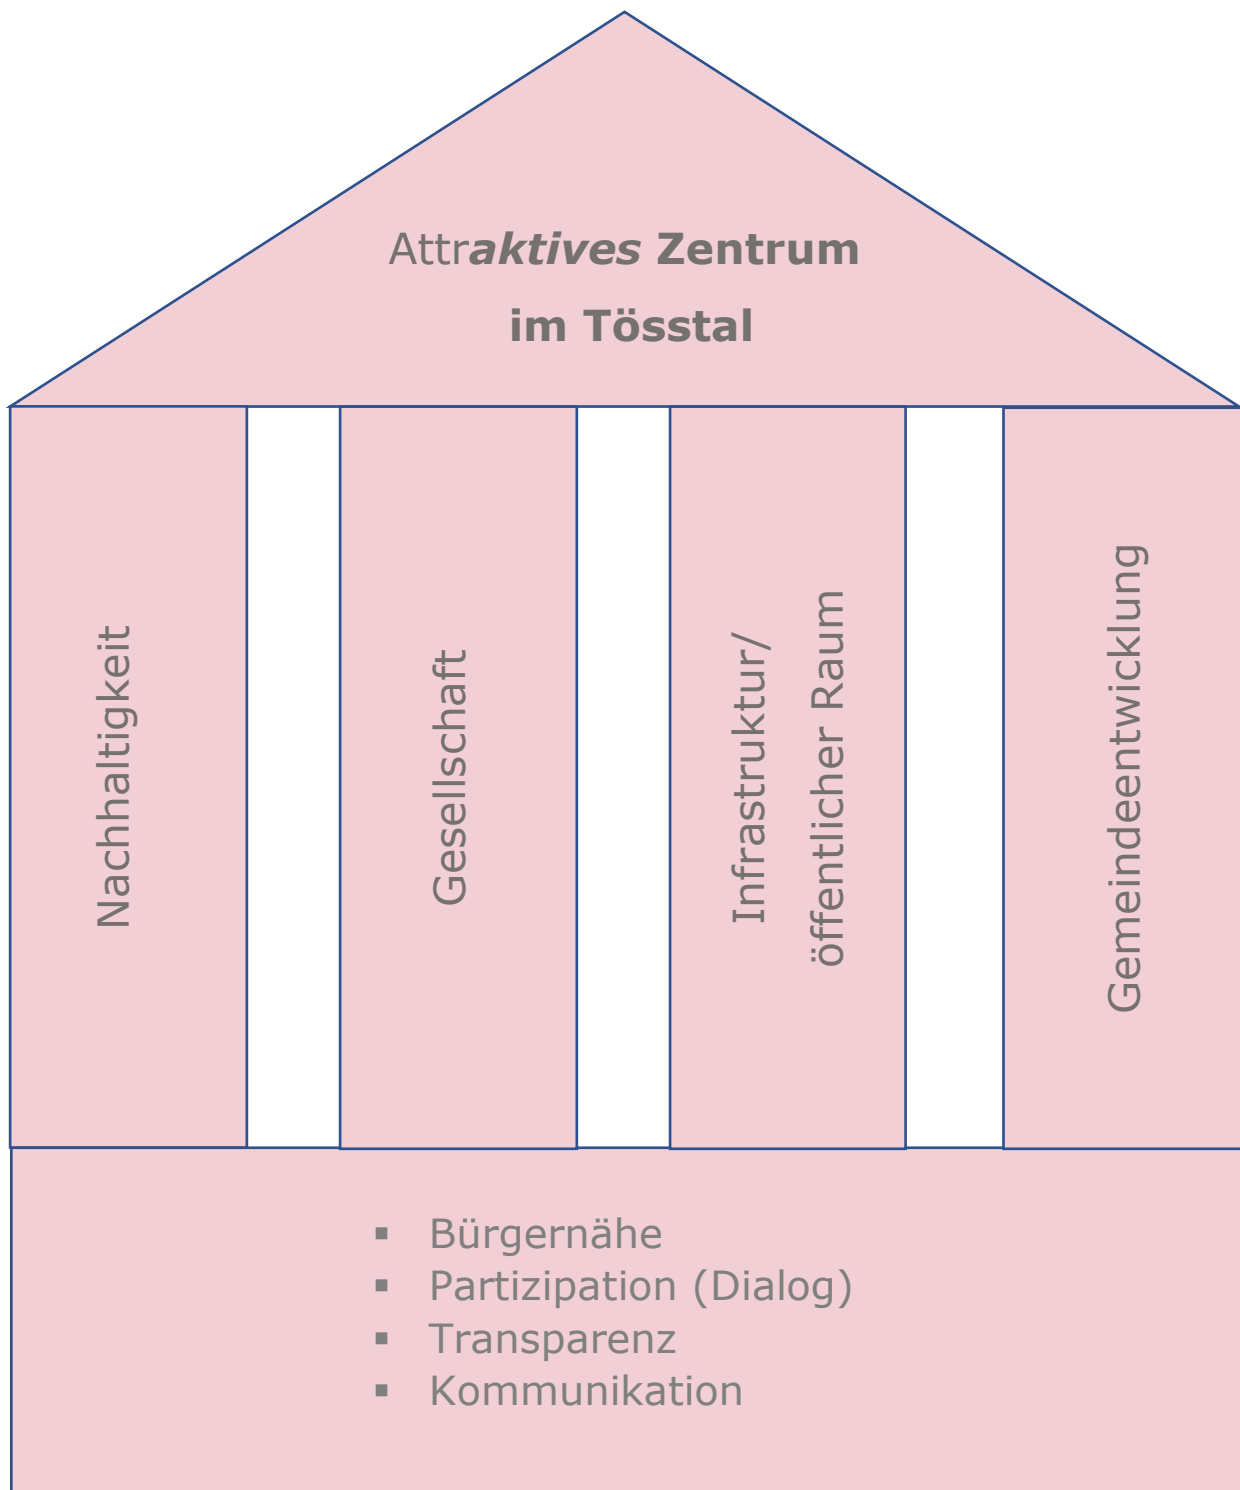 Attraktives Zentrum
im Tösstal
Nachhaltigkeit
Gesellschaft
Infrastruktur/
öffentlicher Raum
Gemeindeentwicklung
▪ Bürgernähe
▪ Partizipation (Dialog)
▪ Transparenz
▪ Kommunikation